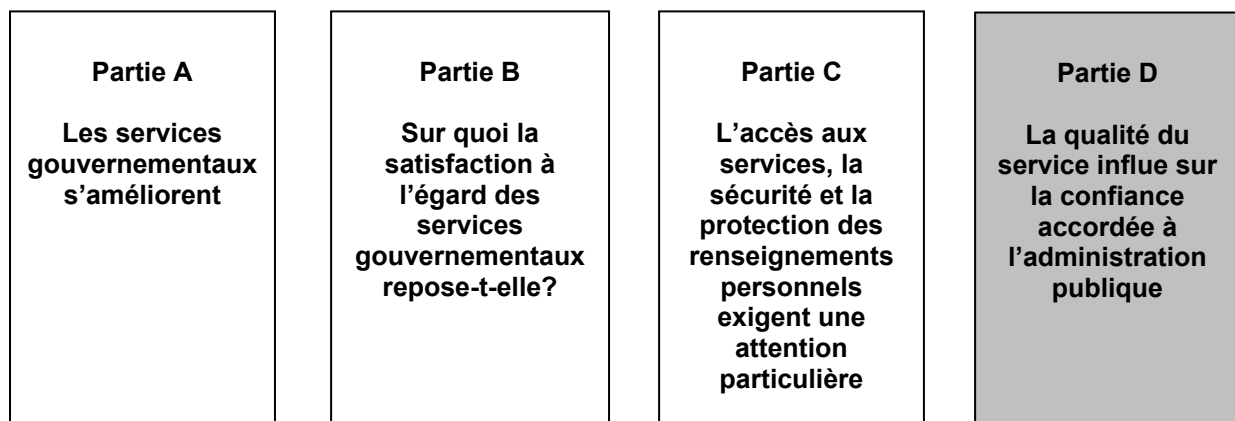 Partie A
Les services
gouvernementaux
s'améliorent
Partie B
Sur quoi la
satisfaction à
l'égard des
services
gouvernementaux
repose-t-elle?
Partie C
L'accès aux
services, la
sécurité et la
protection des
renseignements
personnels
exigent une
attention
particulière
Partie D
La qualité du
service influe sur
la confiance
accordée à
l'administration
publique